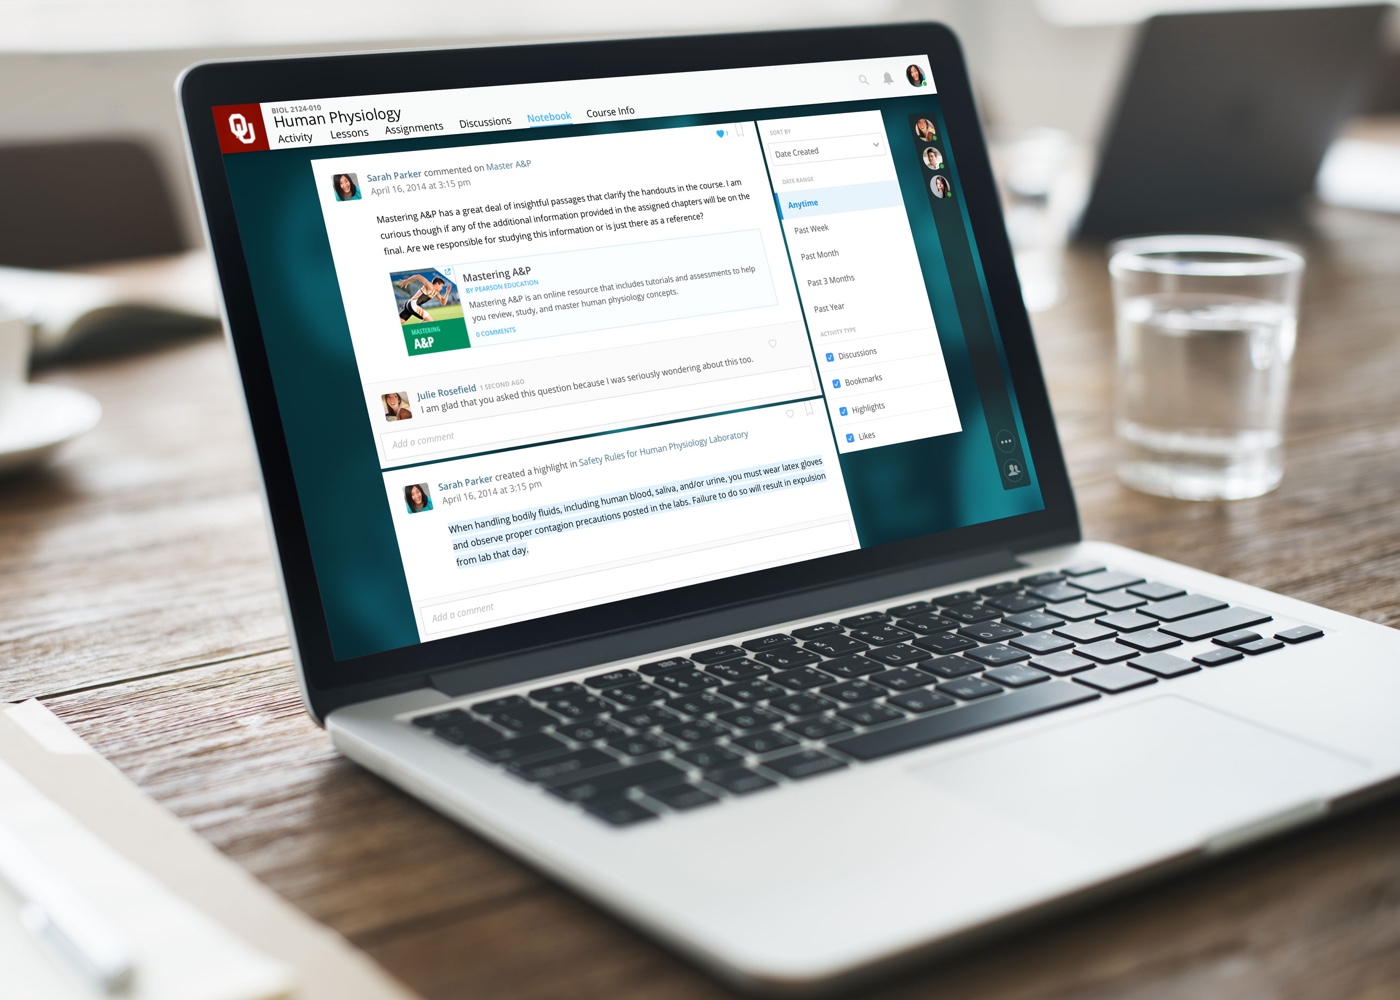 OU
BIOL 2124-010
Human Physiology
Activity Lessons Assignments Discussions Notebook Course Info
Sarah Parker commented on Master A&P
April 16, 2014 at 3:15 pm
Mastering A&P has a great deal of insightful passages that clarify the handouts in the course. I am
curious though if any of the additional information provided in the assigned chapters will be on the
final. Are we responsible for studying this information or is just there as a reference?
MASTERING
A&P
Mastering A&P
BY PEARSON EDUCATION
Mastering A&P is an online resource that includes tutorials and assessments to help
you review, study, and master human physiology concepts.
0 COMMENTS
Julie Rosefield 1 SECOND AGO
I am glad that you asked this question because I was seriously wondering about this too.
Add a comment
Sarah Parker created a highlight in Safety Rules for Human Physiology Laboratory
April 16, 2014 at 3:15 pm
When handling bodily fluids, including human blood, saliva, and/or urine, you must wear latex gloves
and observe proper contagion precautions posted in the labs. Failure to do so will result in expulsion
from lab that day.
Add a comment
SORT BY
Date Created
DATE RANGE
Anytime
Past Week
Past Month
Past 3 Months
Past Year
ACTIVITY TYPE
Discussions
Bookmarks
Highlights
Likes